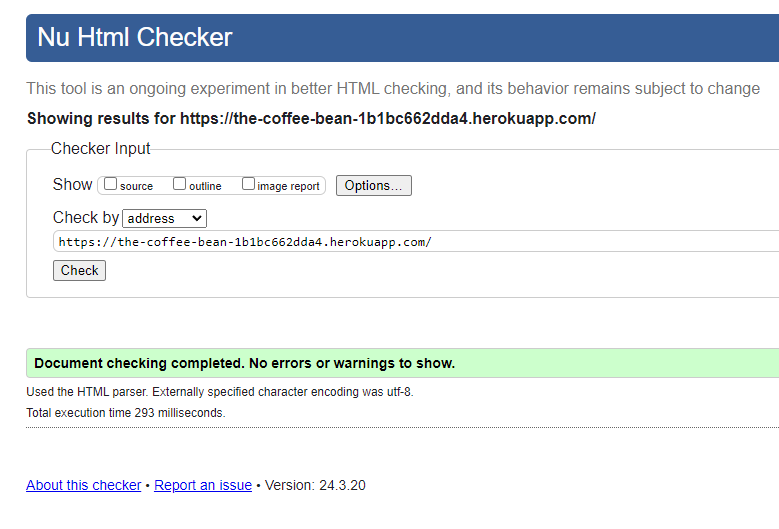 Nu Html Checker
This tool is an ongoing experiment in better HTML checking, and its behavior remains subject to change
Showing results for https://the-coffee-bean-1b1bc662dda4.herokuapp.com/
Checker Input
Show source outline image report Options...
Check by address
https://the-coffee-bean-1b1bc662dda4.herokuapp.com/
Check
Document checking completed. No errors or warnings to show.
Used the HTML parser. Externally specified character encoding was utf-8.
Total execution time 293 milliseconds.
About this checker • Report an issue • Version: 24.3.20